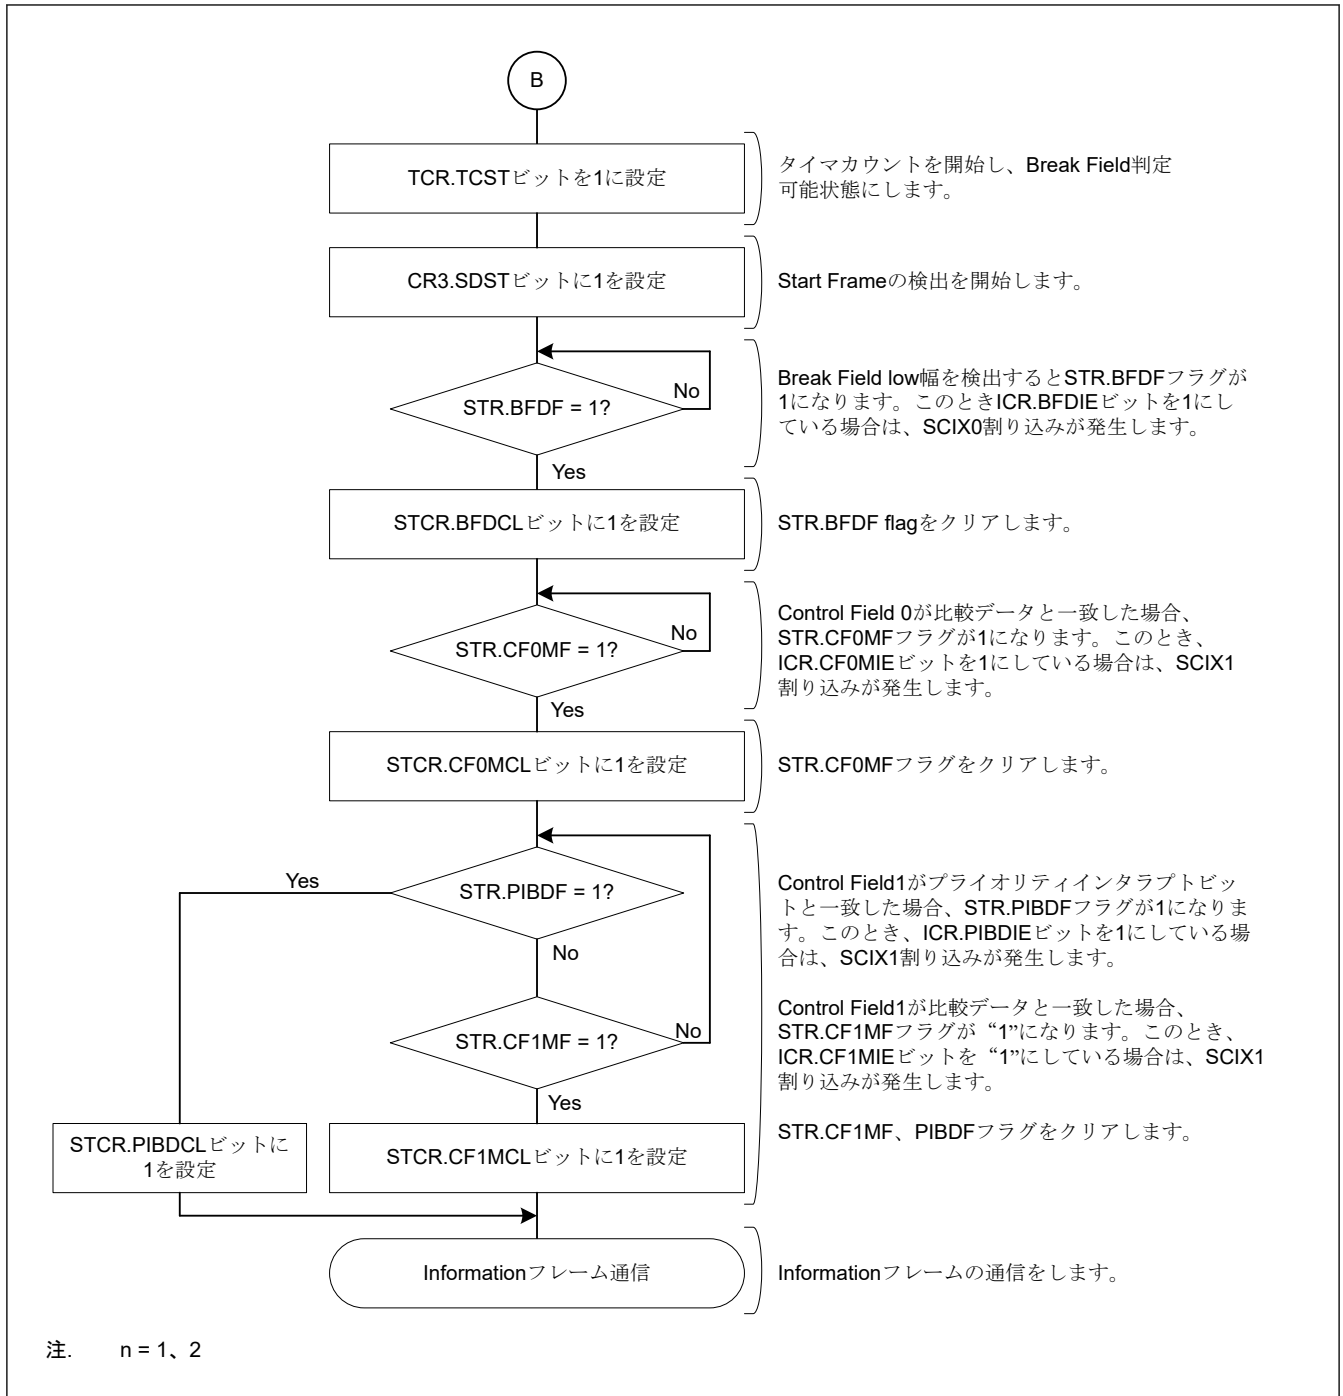 B
TCR.TCSTビットを1に設定
タイマカウントを開始し、Break Field判定
可能状態にします。
CR3.SDSTビットに1を設定
Start Frameの検出を開始します。
STR.BFDF = 1?
No
Yes
Break Field low幅を検出するとSTR.BFDFフラグが
1になります。このときICR.BFDIEビットを1にし
ている場合は、SCIX0割り込みが発生します。
STCR.BFDCLビットに1を設定
STR.BFDF flagをクリアします。
STR.CF0MF = 1?
No
Yes
Control Field 0が比較データと一致した場合、
STR.CF0MFフラグが1になります。このとき、
ICR.CF0MIEビットを1にしている場合は、SCIX1
割り込みが発生します。
STCR.CF0MCLビットに1を設定
STR.CF0MFフラグをクリアします。
Yes
STR.PIBDF = 1?
No
Control Field1がプライオリティインタラプトビッ
トと一致した場合、STR.PIBDFフラグが1になりま
す。このとき、ICR.PIBDIEビットを1にしている場
合は、SCIX1割り込みが発生します。
STR.CF1MF = 1?
No
Yes
Control Field1が比較データと一致した場合、
STR.CF1MFフラグが“1”になります。このとき、
ICR.CF1MIEビットを“1”にしている場合は、SCIX1
割り込みが発生します。
STCR.PIBDCLビットに
1を設定
STCR.CF1MCLビットに1を設定
STR.CF1MF、PIBDFフラグをクリアします。
Informationフレーム通信
Informationフレームの通信をします。
注. n = 1、2